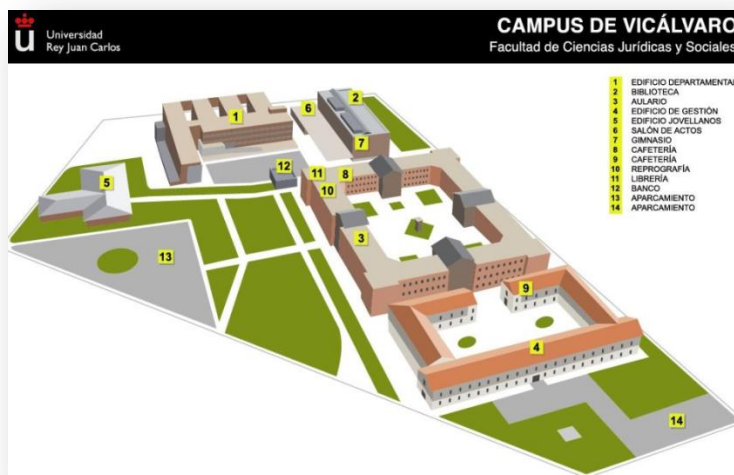 Universidad
Rey Juan Carlos
CAMPUS DE VICÁLVARO
Facultad de Ciencias Jurídicas y Sociales
1 EDIFICIO DEPARTAMENTAL
2 BIBLIOTECA
3 AULARIO
4 EDIFICIO DE GESTIÓN
5 EDIFICIO JOVELLANOS
6 SALÓN DE ACTOS
7 GIMNASIO
8 CAFETERÍA
9 CAFETERÍA
10 REPROGRAFÍA
11 LIBRERÍA
12 BANCO
13 APARCAMIENTO
14 APARCAMIENTO
2
6
1
7
12
11
8
10
5
3
13
9
4
14